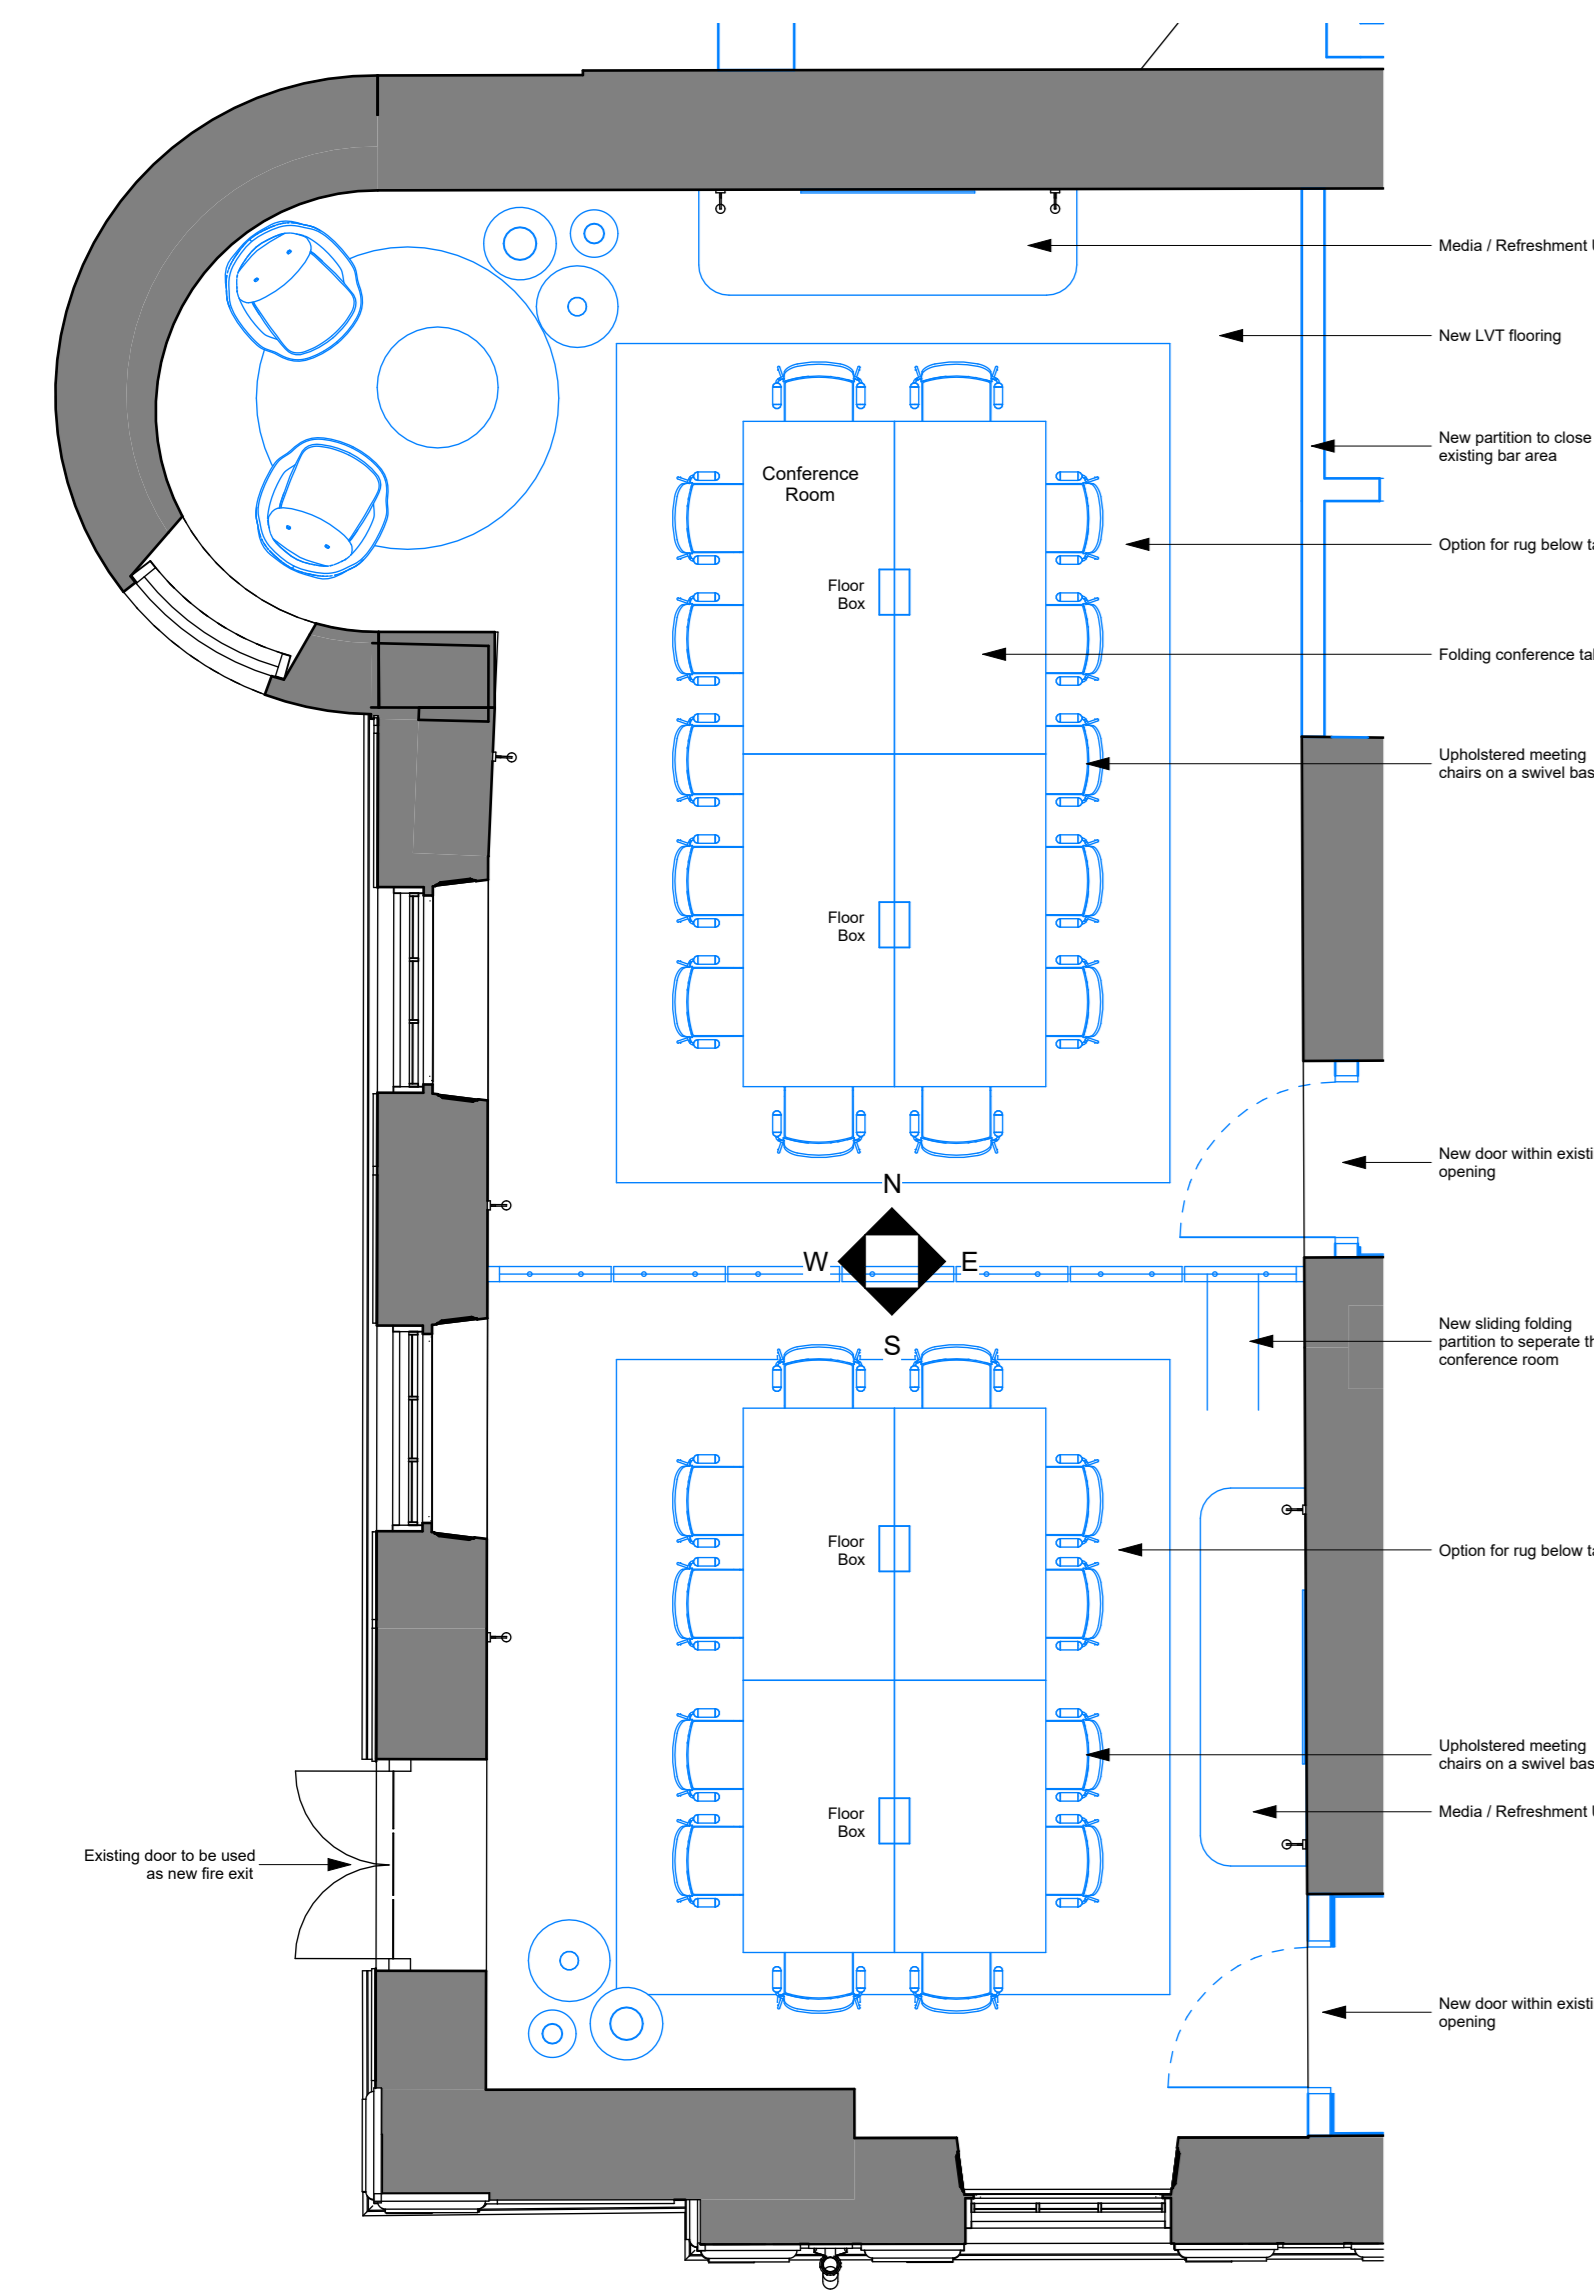 Media / Refreshment
New LVT flooring
New partition to close
existing bar area
Conference
Room
Option for rug below
Floor
Box
Folding conference
Upholstered meeting
chairs on a swivel
Floor
Box
New door within
opening
N
W
E
S
New sliding folding
partition to seperate
conference room
Floor
Box
Option for rug below
Upholstered meeting
chairs on a swivel
Media / Refreshment
Floor
Box
Existing door to be used
as new fire exit
New door within
opening